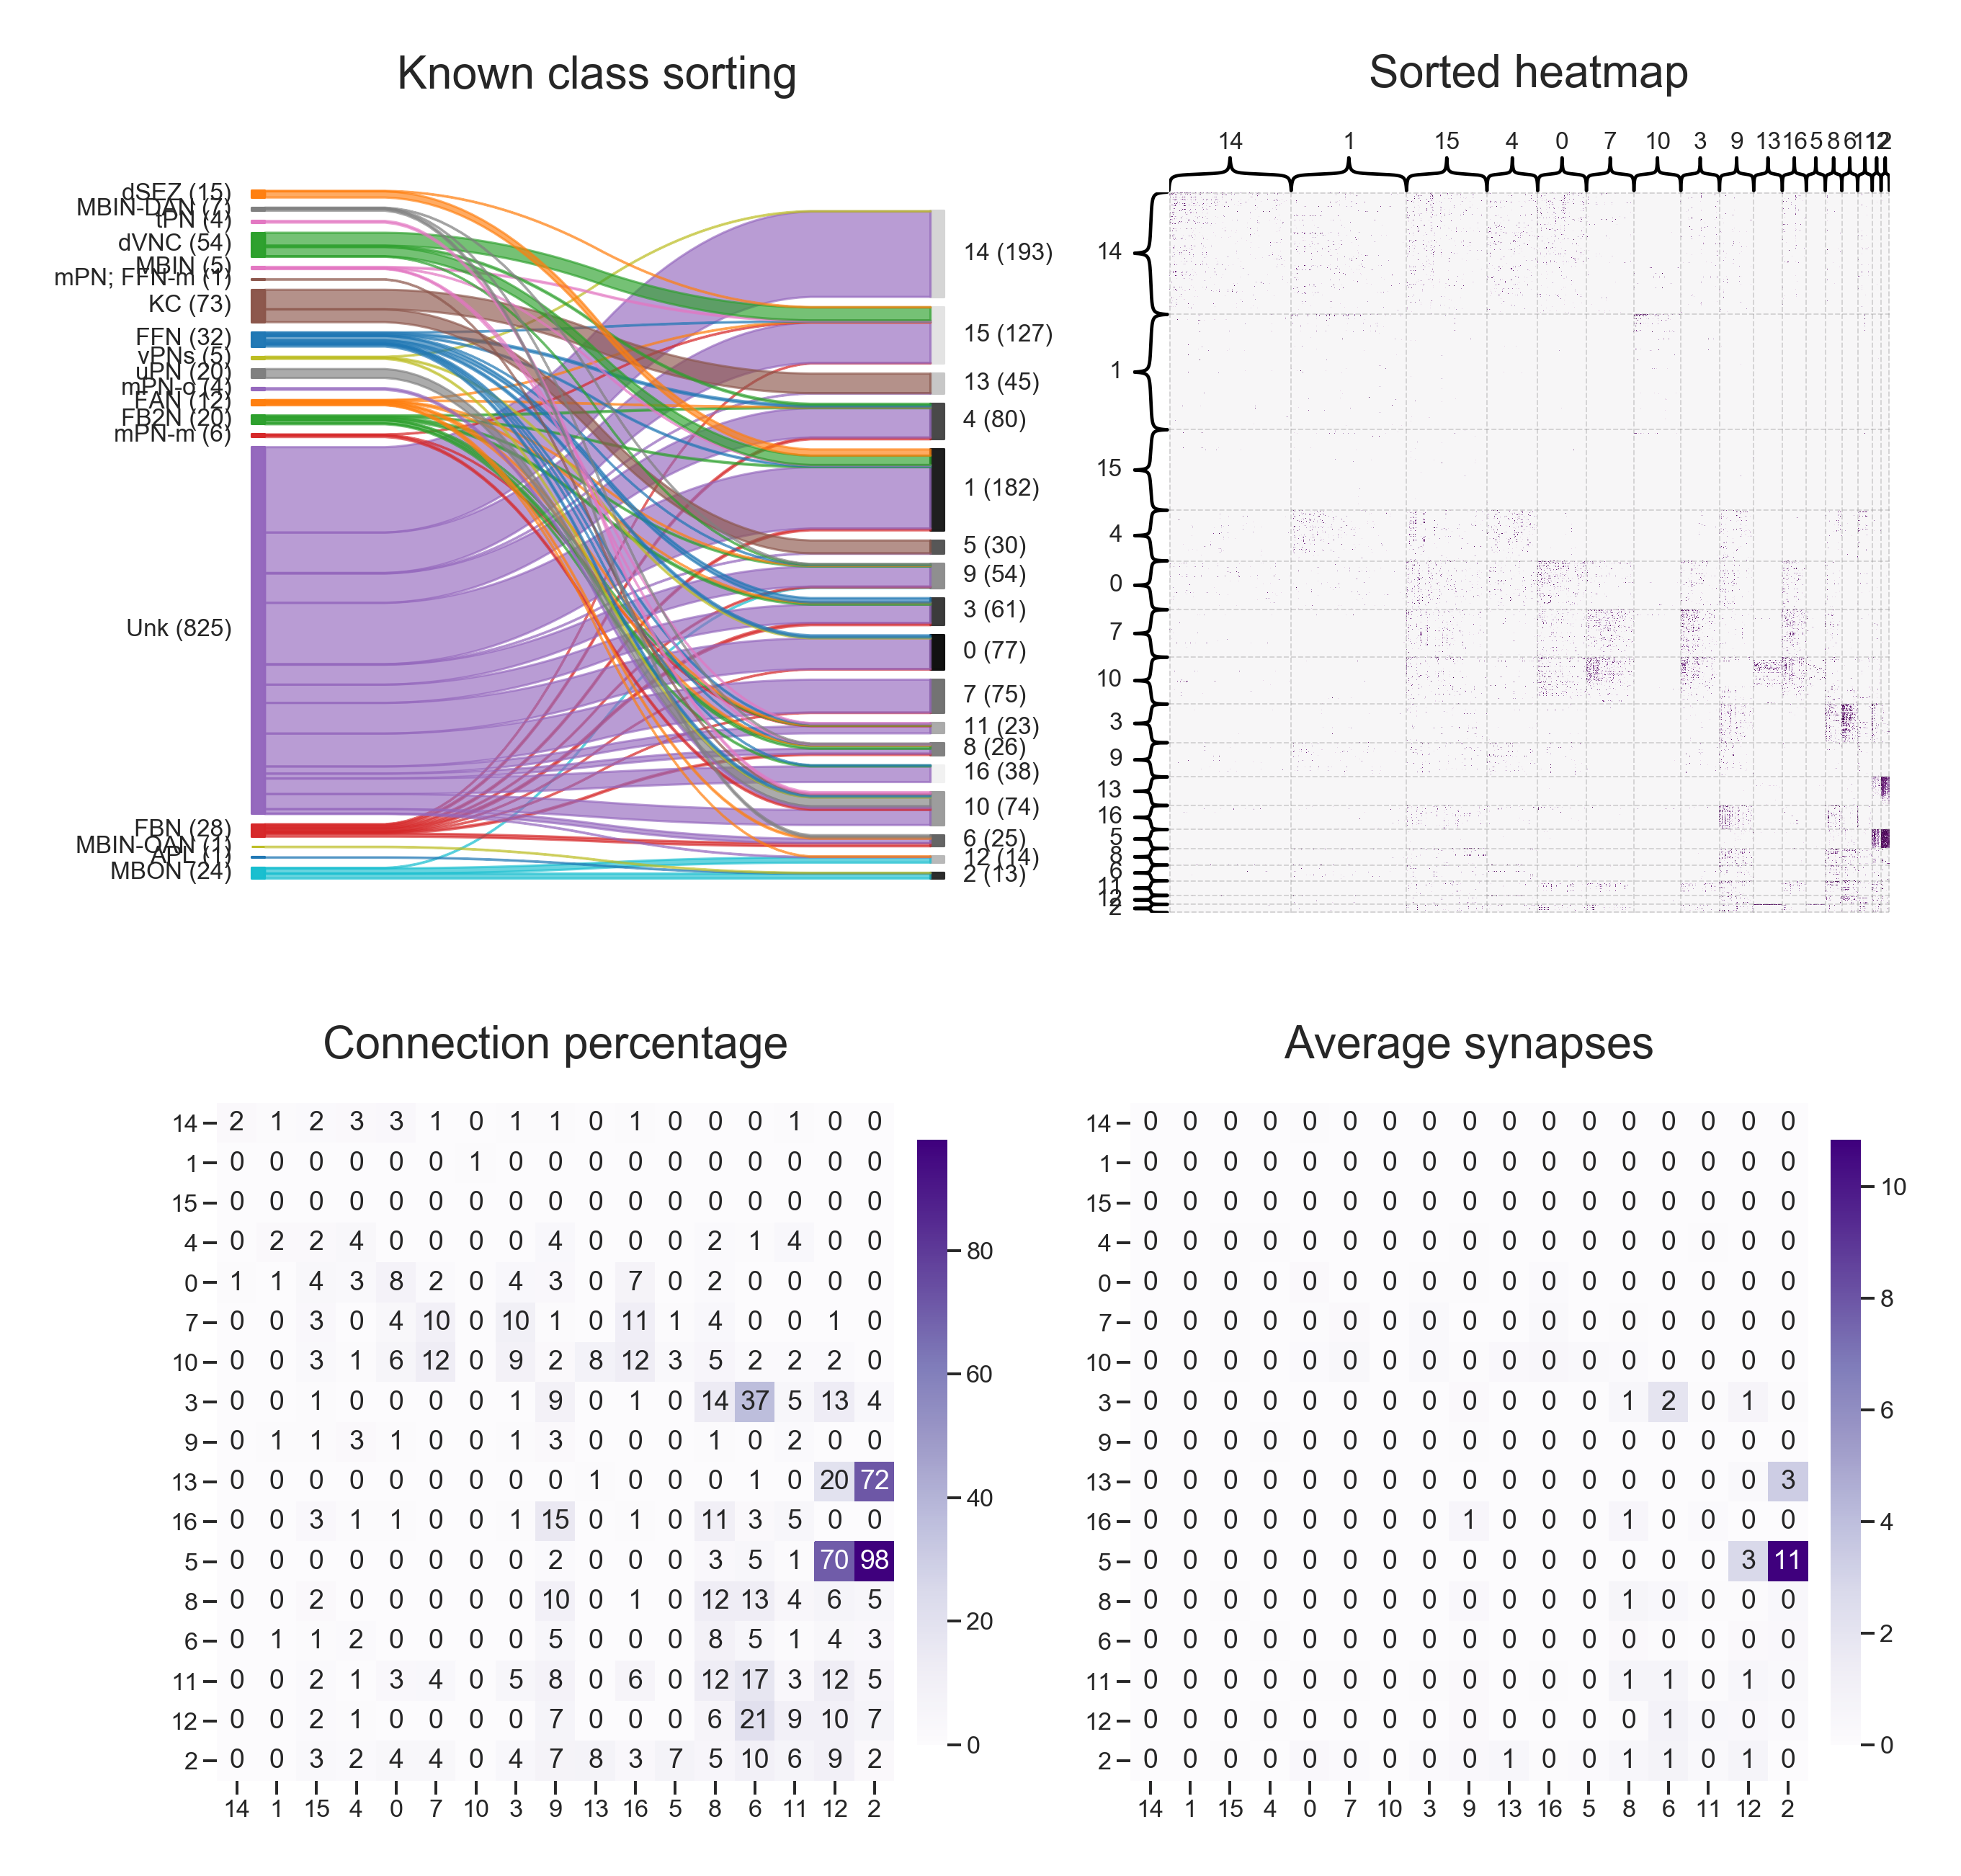 Known class sorting
dSEZ (15)
MBIN-DAN (7)
tPN (4)
dVNC (54)
MBIN (5)
mPN; FFN-m (1)
KC (73)
FFN (32)
vPNs (5)
uPN (20)
mPN-o (4)
FAN (12)
FB2N (20)
mPN-m (6)
Unk (825)
FBN (28)
MBIN-OAN (1)
APL (1)
MBON (24)
14 (193)
15 (127)
13 (45)
4 (80)
1 (182)
5 (30)
9 (54)
3 (61)
0 (77)
7 (75)
11 (23)
8 (26)
16 (38)
10 (74)
6 (25)
12 (14)
2 (13)
Sorted heatmap
14 1 15 4 0 7 10 3 9 13 16 5 8 6 11 12 2
14
1
15
4
0
7
10
3
9
13
16
5
8
6
11
12
2
Connection percentage
14 2 1 2 3 3 1 0 1 1 0 1 0 0 0 1 0 0
1 0 0 0 0 0 0 1 0 0 0 0 0 0 0 0 0 0
15 0 0 0 0 0 0 0 0 0 0 0 0 0 0 0 0 0
4 0 2 2 4 0 0 0 0 4 0 0 0 2 1 4 0 0
0 1 1 4 3 8 2 0 4 3 0 7 0 2 0 0 0 0
7 0 0 3 0 4 10 0 10 1 0 11 1 4 0 0 1 0
10 0 0 3 1 6 12 0 9 2 8 12 3 5 2 2 2 0
3 0 0 1 0 0 0 0 1 9 0 1 0 14 37 5 13 4
9 0 1 1 3 1 0 0 1 3 0 0 0 1 0 2 0 0
13 0 0 0 0 0 0 0 0 0 1 0 0 0 1 0 20 72
16 0 0 3 1 1 0 0 1 15 0 1 0 11 3 5 0 0
5 0 0 0 0 0 0 0 0 2 0 0 0 3 5 1 70 98
8 0 0 2 0 0 0 0 0 10 0 1 0 12 13 4 6 5
6 0 1 1 2 0 0 0 0 5 0 0 0 8 5 1 4 3
11 0 0 2 1 3 4 0 5 8 0 6 0 12 17 3 12 5
12 0 0 2 1 0 0 0 0 7 0 0 0 6 21 9 10 7
2 0 0 3 2 4 4 0 4 7 8 3 7 5 10 6 9 2
14 1 15 4 0 7 10 3 9 13 16 5 8 6 11 12 2
80
60
40
20
0
Average synapses
14 0 0 0 0 0 0 0 0 0 0 0 0 0 0 0 0 0
1 0 0 0 0 0 0 0 0 0 0 0 0 0 0 0 0 0
15 0 0 0 0 0 0 0 0 0 0 0 0 0 0 0 0 0
4 0 0 0 0 0 0 0 0 0 0 0 0 0 0 0 0 0
0 0 0 0 0 0 0 0 0 0 0 0 0 0 0 0 0 0
7 0 0 0 0 0 0 0 0 0 0 0 0 0 0 0 0 0
10 0 0 0 0 0 0 0 0 0 0 0 0 0 0 0 0 0
3 0 0 0 0 0 0 0 0 0 0 0 0 1 2 0 1 0
9 0 0 0 0 0 0 0 0 0 0 0 0 0 0 0 0 0
13 0 0 0 0 0 0 0 0 0 0 0 0 0 0 0 0 3
16 0 0 0 0 0 0 0 0 1 0 0 0 1 0 0 0 0
5 0 0 0 0 0 0 0 0 0 0 0 0 0 0 0 3 11
8 0 0 0 0 0 0 0 0 0 0 0 0 1 0 0 0 0
6 0 0 0 0 0 0 0 0 0 0 0 0 0 0 0 0 0
11 0 0 0 0 0 0 0 0 0 0 0 0 1 1 0 1 0
12 0 0 0 0 0 0 0 0 0 0 0 0 0 1 0 0 0
2 0 0 0 0 0 0 0 0 0 1 0 0 1 1 0 1 0
14 1 15 4 0 7 10 3 9 13 16 5 8 6 11 12 2
10
8
6
4
2
0